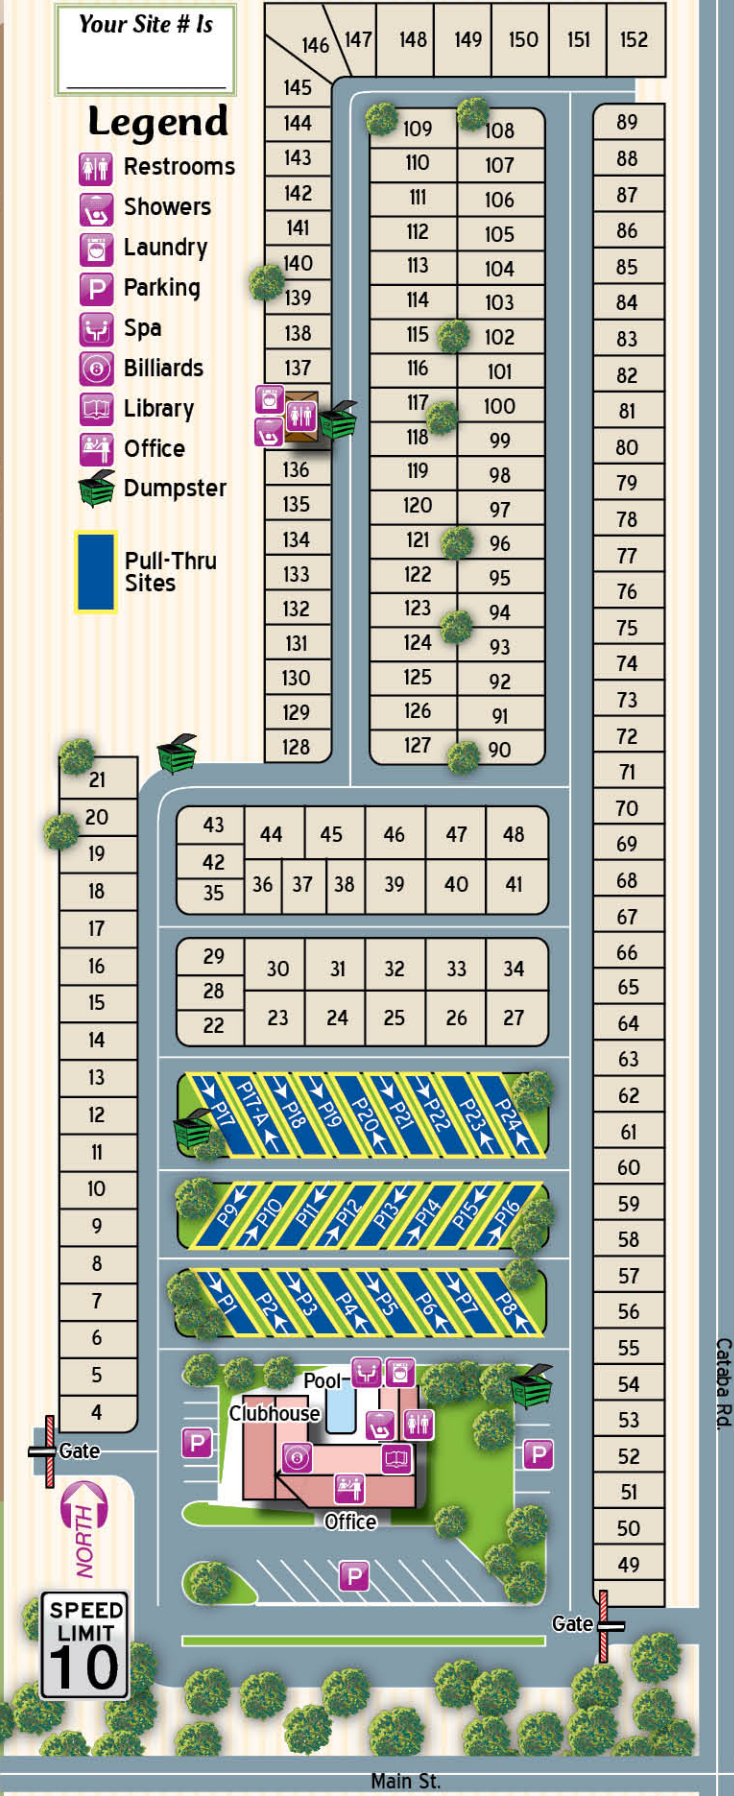 Your Site # Is
Legend
Restrooms
Showers
Laundry
P Parking
Spa
8 Billiards
Library
Office
Dumpster
Pull-Thru
Sites
146 147 148 149 150 151 152
145
144
143
142
141
140
139
138
137
136
135
134
133
132
131
130
129
128
109 108
110 107
111 106
112 105
113 104
114 103
115 102
116 101
117 100
118 99
119 98
120 97
121 96
122 95
123 94
124 93
125 92
126 91
127 90
89
88
87
86
85
84
83
82
81
80
79
78
77
76
75
74
73
72
71
70
69
68
67
66
65
64
63
62
61
60
59
58
57
56
55
54
53
52
51
50
49
21
20
19
18
17
16
15
14
13
12
11
10
9
8
7
6
5
4
43 44 45 46 47 48
42
35 36 37 38 39 40 41
29 30 31 32 33 34
28
22 23 24 25 26 27
P17 P17-A P18 P19 P20 P21 P22 P23 P24
P9 P10 P11 P12 P13 P14 P15 P16
P1 P2 P3 P4 P5 P6 P7 P8
Pool
Clubhouse
P
8
P
Office
P
Gate
NORTH
SPEED
LIMIT
10
Gate
Cataba Rd.
Main St.